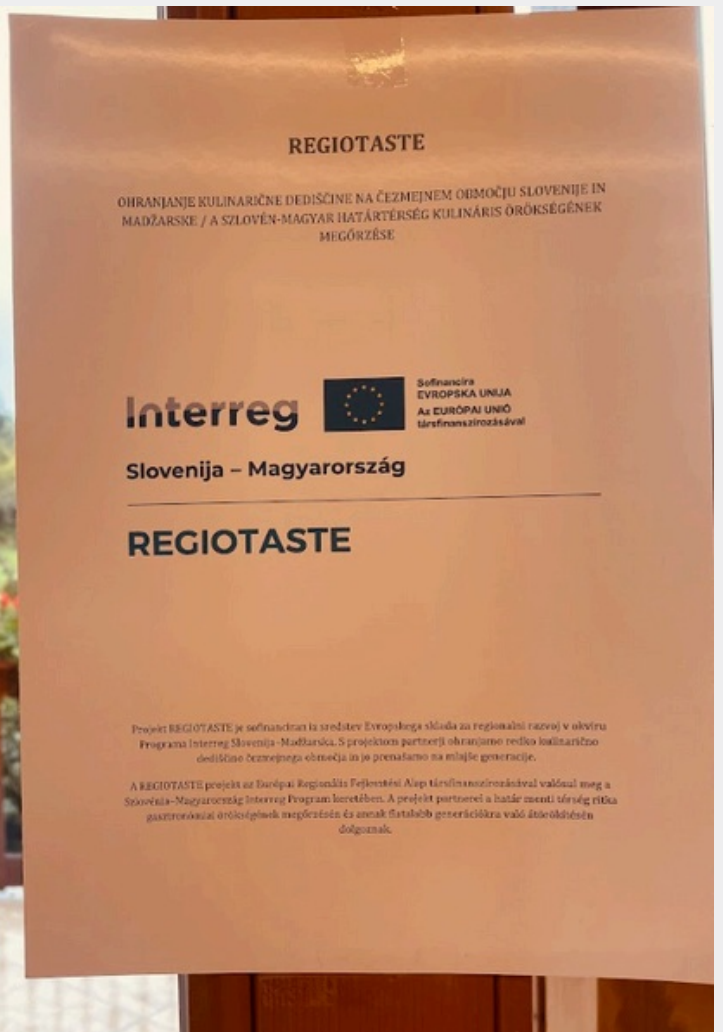 REGIOTASTE
OHRANJANJE KULINARIČNE DEDIŠČINE NA ČEZMEJNEM OBMOČJU SLOVENIJE IN
MADŽARSKE / A SZLOVÉN-MAGYAR HATÁRTÉRSÉG KULINÁRIS ÖRÖKSÉGÉNEK
MEGŐRZÉSE
Interreg
Sofinancira
EVROPSKA UNIJA
Az EURÓPAI UNIÓ
társfinanszírozásával
Slovenija – Magyarország
REGIOTASTE
Projekt REGIOTASTE je sofinanciran iz sredstev Evropskega sklada za regionalni razvoj v okviru
Programa Interreg Slovenija–Madžarska. S projektom partnerji ohranjamo redko kulinarično
dediščino čezmejnega območja in jo prenašamo na mlajše generacije.
A REGIOTASTE projekt az Európai Regionális Fejlesztési Alap társfinanszírozásával valósul meg a
Szlovénia–Magyarország Interreg Program keretében. A projekt partnerei a határ menti térség ritka
gasztronómiai örökségének megőrzésén és annak fiatalabb generációkra való átörökítésén
dolgoznak.